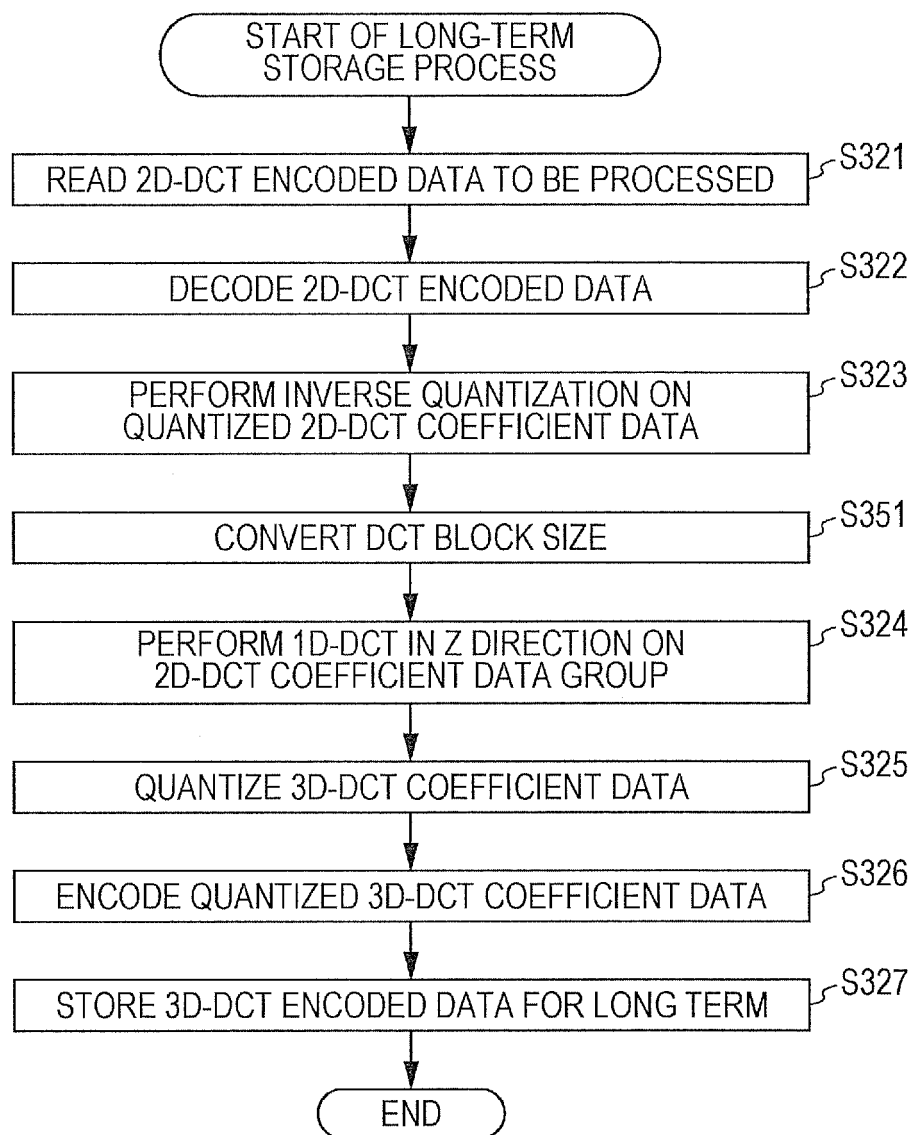 START OF LONG-TERM
STORAGE PROCESS
S321
READ 2D-DCT ENCODED DATA TO BE PROCESSED
S322
DECODE 2D-DCT ENCODED DATA
S323
PERFORM INVERSE QUANTIZATION ON
QUANTIZED 2D-DCT COEFFICIENT DATA
S351
CONVERT DCT BLOCK SIZE
S324
PERFORM 1D-DCT IN Z DIRECTION ON
2D-DCT COEFFICIENT DATA GROUP
S325
QUANTIZE 3D-DCT COEFFICIENT DATA
S326
ENCODE QUANTIZED 3D-DCT COEFFICIENT DATA
S327
STORE 3D-DCT ENCODED DATA FOR LONG TERM
END